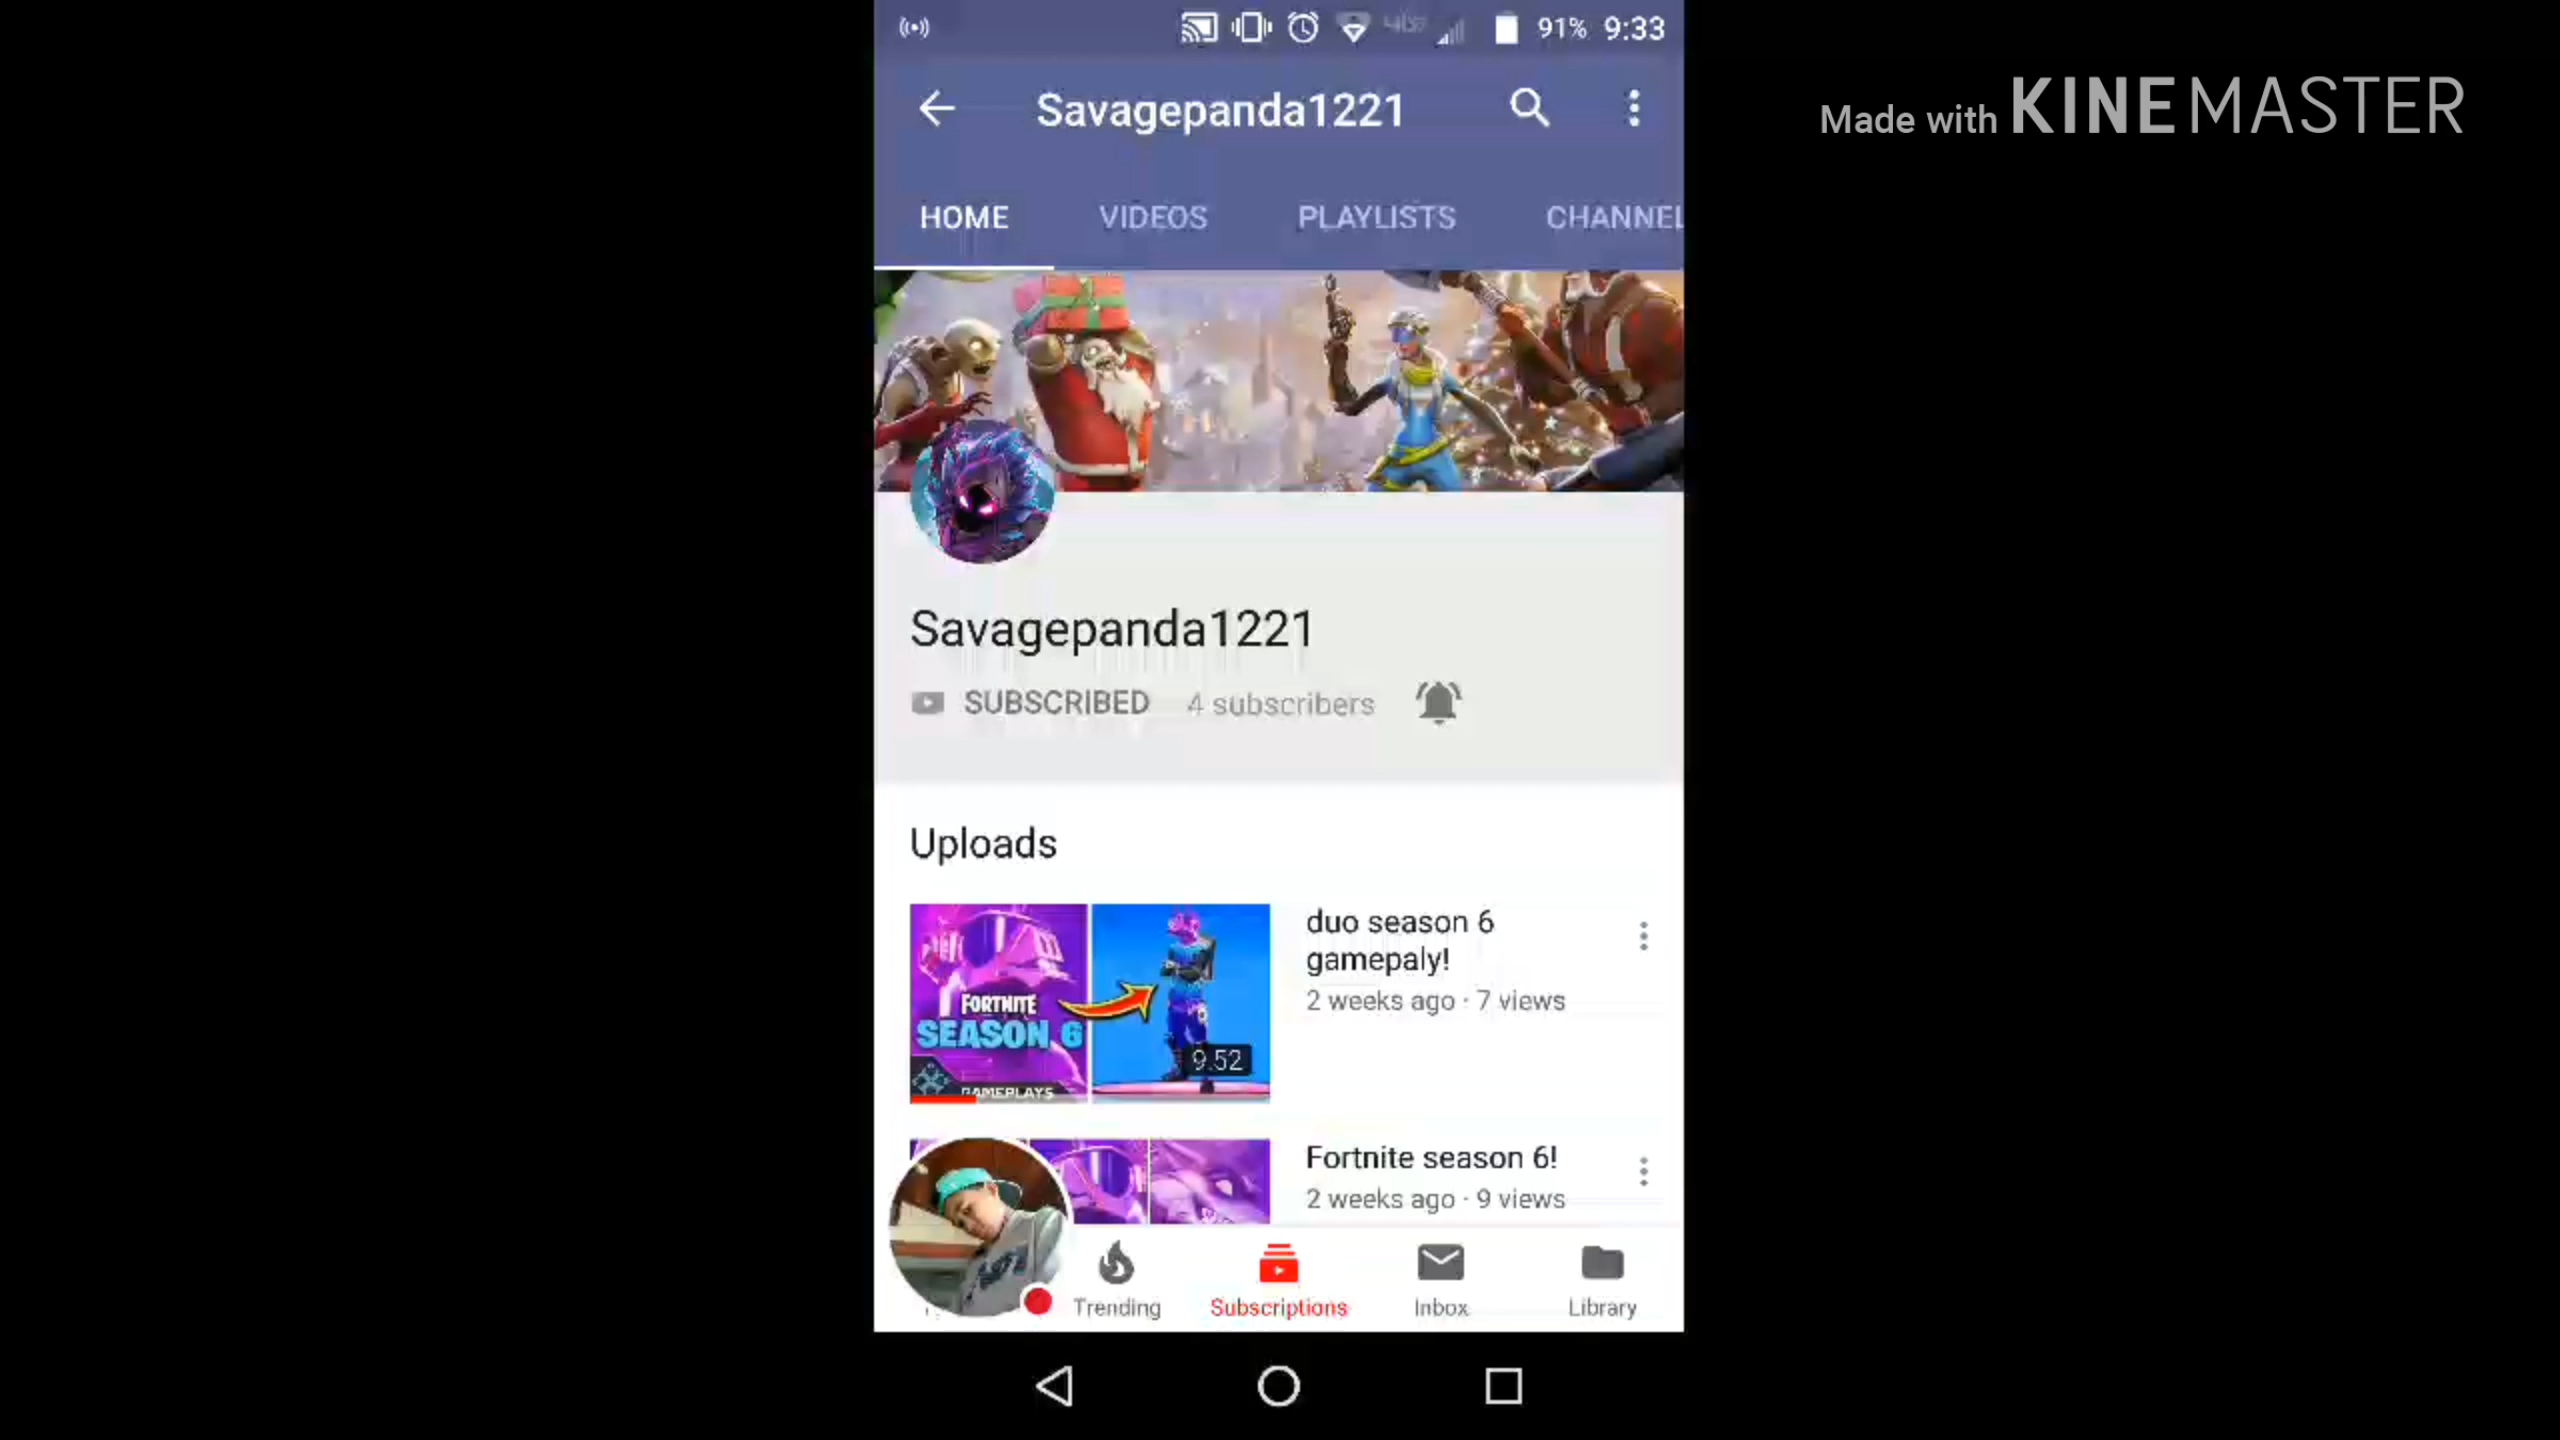 91% 9:33
Savagepanda1221
Made with KINEMASTER
HOME VIDEOS PLAYLISTS CHANNEL
Savagepanda1221
SUBSCRIBED 4 subscribers
Uploads
duo season 6
gamepaly!
2 weeks ago · 7 views
FORTNITE
SEASON 6
9:52
GAMEPLAYS
Fortnite season 6!
2 weeks ago · 9 views
Trending Subscriptions Inbox Library